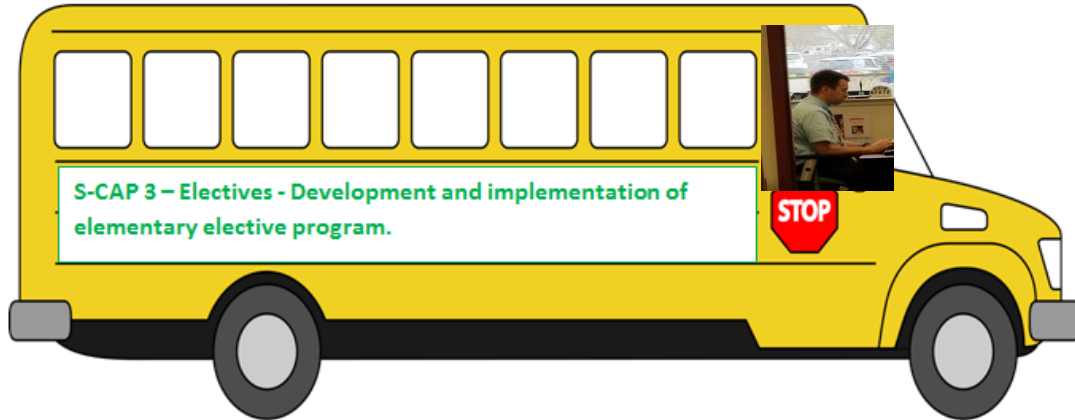 S-CAP 3 – Electives - Development and implementation of
elementary elective program.
STOP